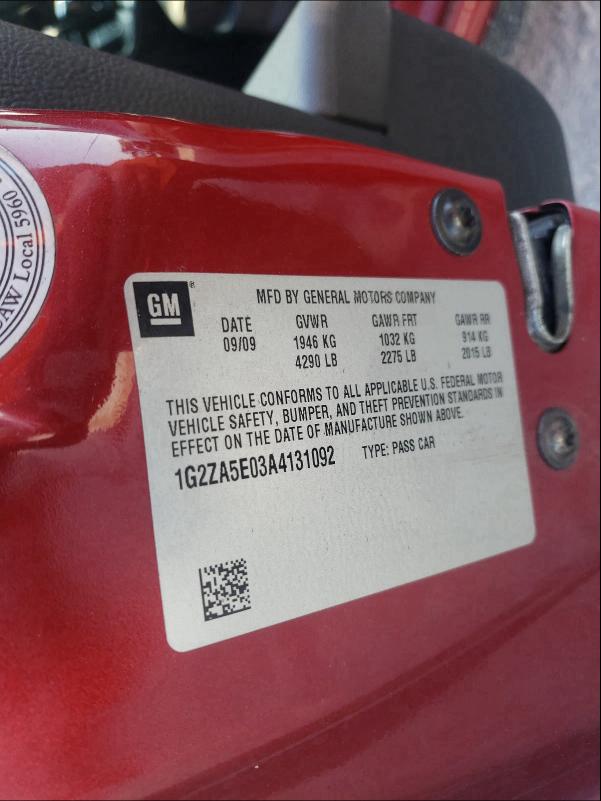 UAW Local 5960
GM
®
MFD BY GENERAL MOTORS COMPANY
DATE GVWR GAWR FRT GAWR RR
09/09 1946 KG 1032 KG 914 KG
4290 LB 2275 LB 2015 LB
THIS VEHICLE CONFORMS TO ALL APPLICABLE U.S. FEDERAL MOTOR
VEHICLE SAFETY, BUMPER, AND THEFT PREVENTION STANDARDS IN
EFFECT ON THE DATE OF MANUFACTURE SHOWN ABOVE.
1G2ZA5E03A4131092 TYPE: PASS CAR